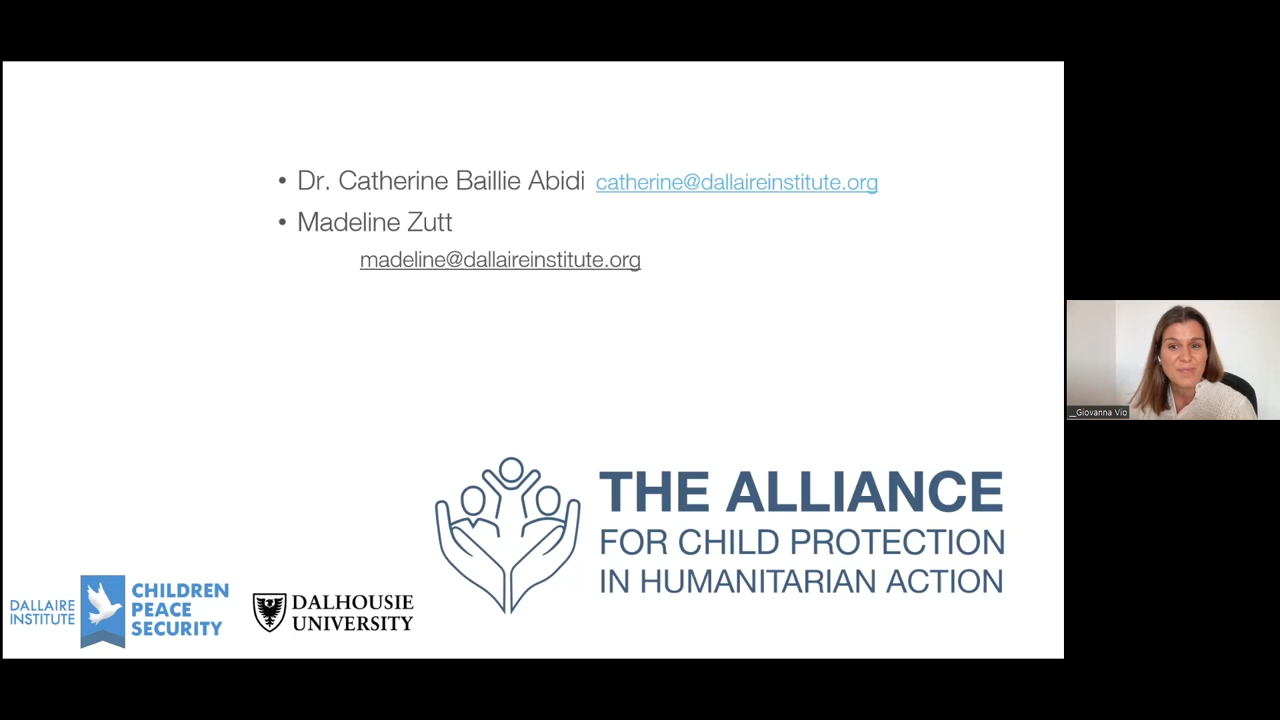 • Dr. Catherine Baillie Abidi catherine@dallaireinstitute.org
• Madeline Zutt
madeline@dallaireinstitute.org
THE ALLIANCE
FOR CHILD PROTECTION
IN HUMANITARIAN ACTION
DALLAIRE
INSTITUTE
CHILDREN
PEACE
SECURITY
DALHOUSIE
UNIVERSITY
__Giovanna Vio